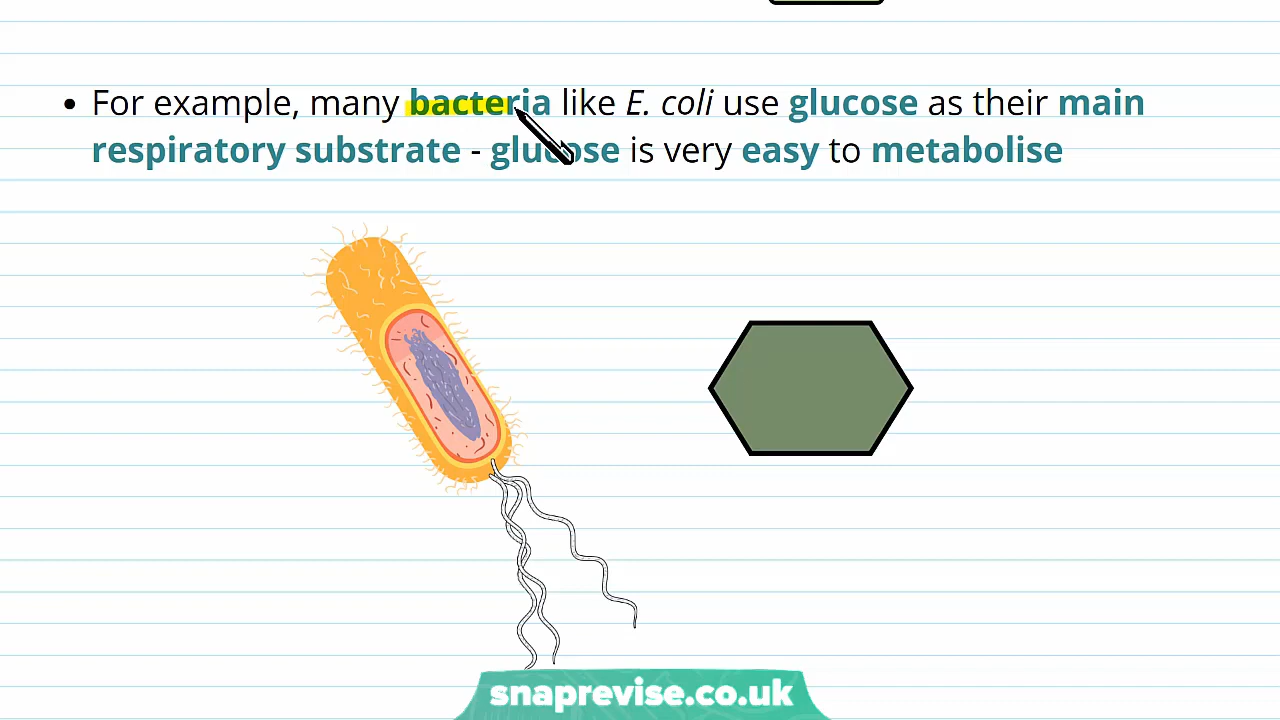 • For example, many bacteria like E. coli use glucose as their main
respiratory substrate - glucose is very easy to metabolise
snaprevise.co.uk